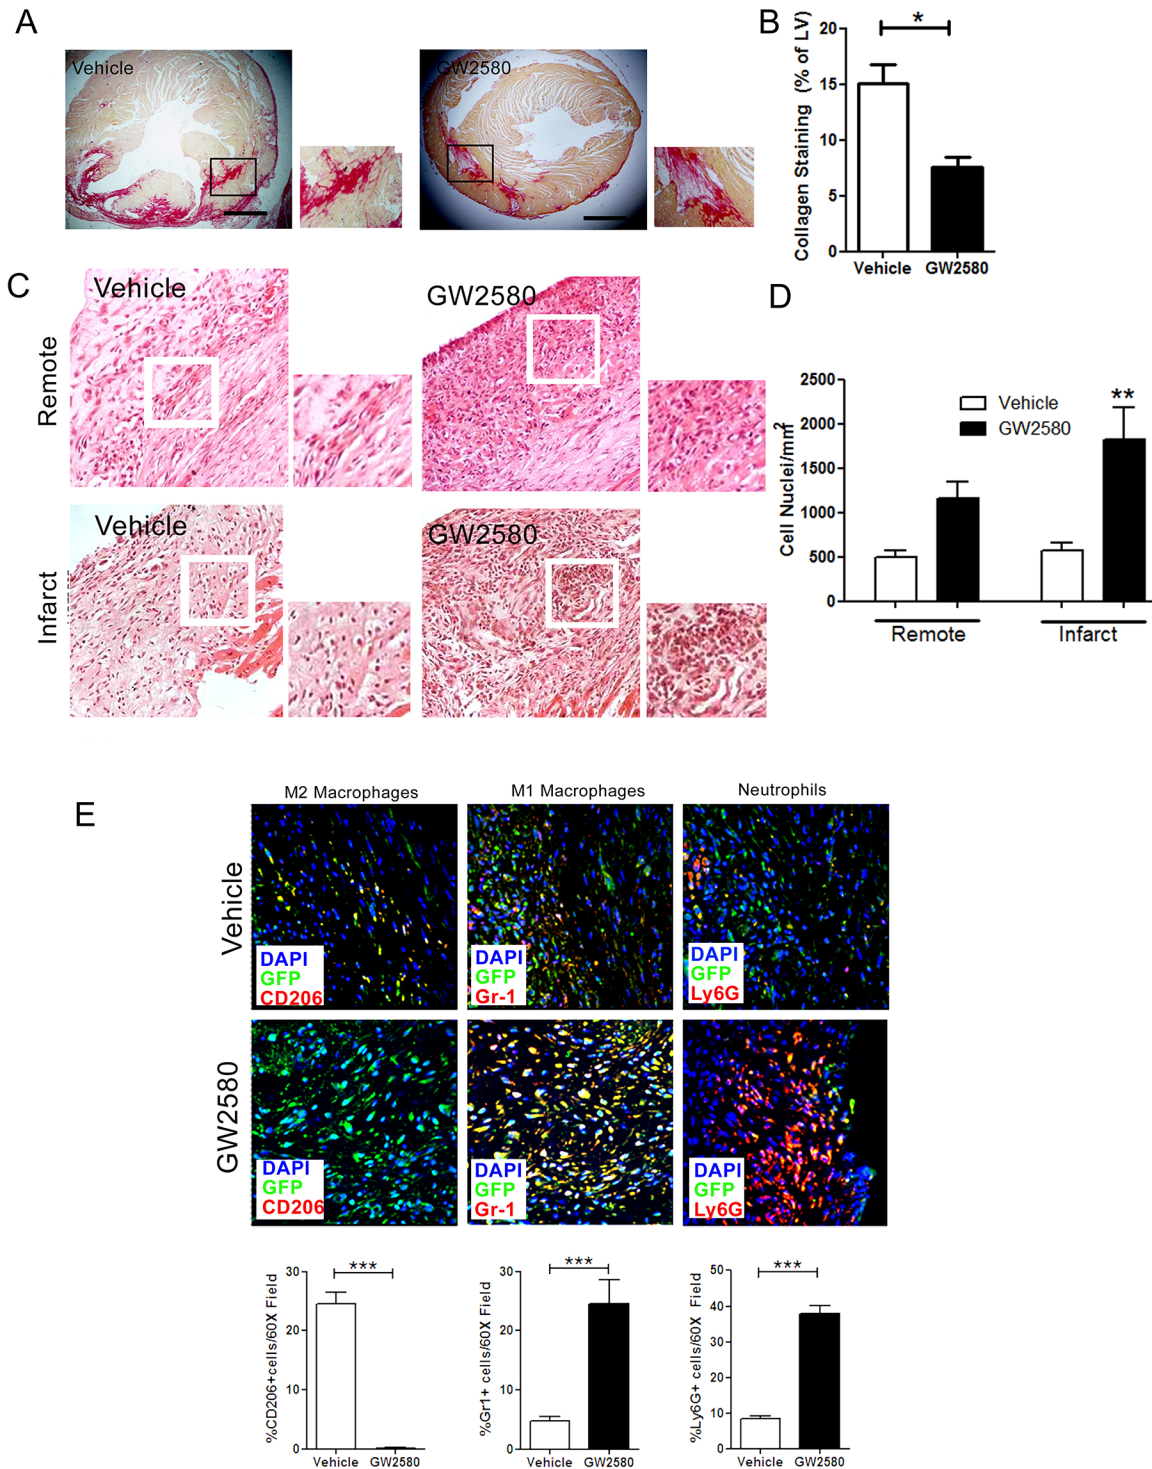 A
Vehicle
GW2580
B
*
Collagen Staining (% of LV)
20
15
10
5
0
Vehicle
GW2580
C
Remote
Vehicle
GW2580
Infarct
Vehicle
GW2580
D
Cell Nuclei/mm2
2500
2000
1500
1000
500
0
Vehicle
GW2580
**
Remote
Infarct
E
M2 Macrophages
M1 Macrophages
Neutrophils
Vehicle
DAPI
GFP
CD206
DAPI
GFP
Gr-1
DAPI
GFP
Ly6G
GW2580
DAPI
GFP
CD206
DAPI
GFP
Gr-1
DAPI
GFP
Ly6G
%CD206+cells/60X Field
30
20
10
0
***
Vehicle
GW2580
%Gr1+ cells/60X Field
30
20
10
0
***
Vehicle
GW2580
%Ly6G+ cells/60X Field
50
40
30
20
10
0
***
Vehicle
GW2580